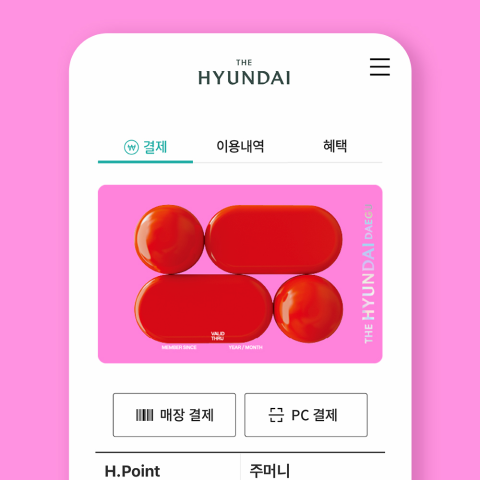 THE
HYUNDAI
결제
이용내역
혜택
THE HYUNDAI DAEGU
VALID
THRU
MEMBER SINCE
YEAR / MONTH
매장 결제
PC 결제
H.Point
주머니